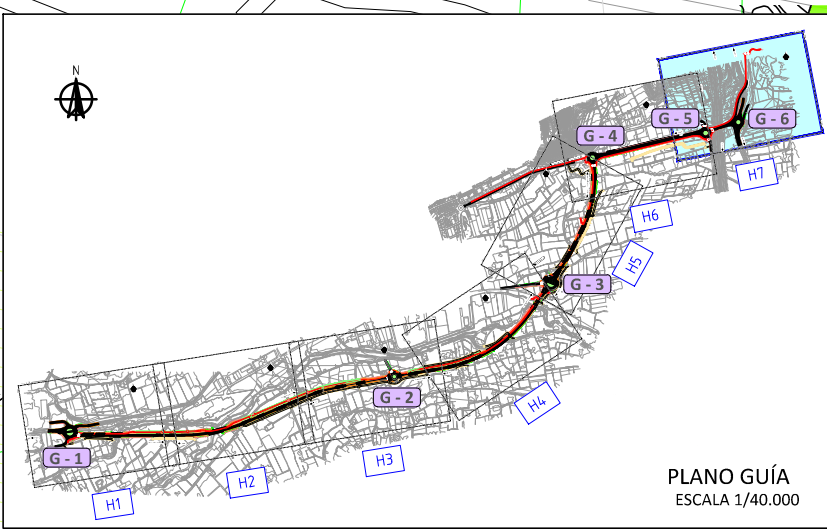 N
G - 4
G - 5
G - 6
H7
H6
H5
G - 3
G - 2
H4
G - 1
H3
H2
H1
PLANO GUÍA
ESCALA 1/40.000